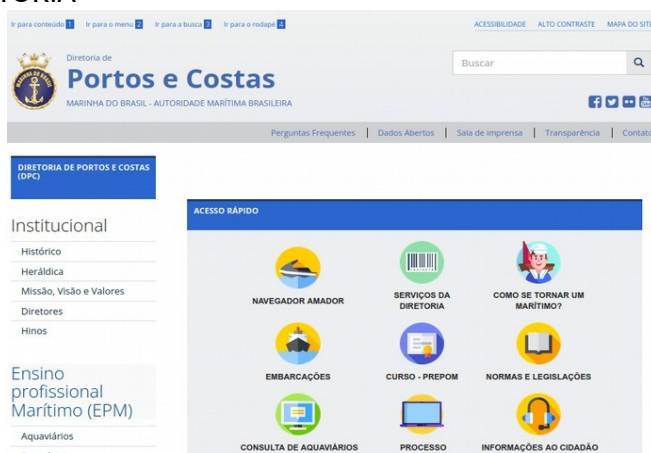 TORIA
Ir para conteúdo 1 Ir para o menu 2 Ir para a busca 3 Ir para o rodapé 4
ACESSIBILIDADE ALTO CONTRASTE MAPA DO SITE
Diretoria de
Portos e Costas
MARINHA DO BRASIL - AUTORIDADE MARÍTIMA BRASILEIRA
Buscar
Perguntas Frequentes | Dados Abertos | Sala de imprensa | Transparência | Contato
DIRETORIA DE PORTOS E COSTAS
(DPC)
Institucional
Histórico
Heráldica
Missão, Visão e Valores
Diretores
Hinos
Ensino
profissional
Marítimo (EPM)
Aquaviários
ACESSO RÁPIDO
NAVEGADOR AMADOR
SERVIÇOS DA
DIRETORIA
COMO SE TORNAR UM
MARÍTIMO?
EMBARCAÇÕES
CURSO - PREPOM
NORMAS E LEGISLAÇÕES
CONSULTA DE AQUAVIÁRIOS
PROCESSO
INFORMAÇÕES AO CIDADÃO